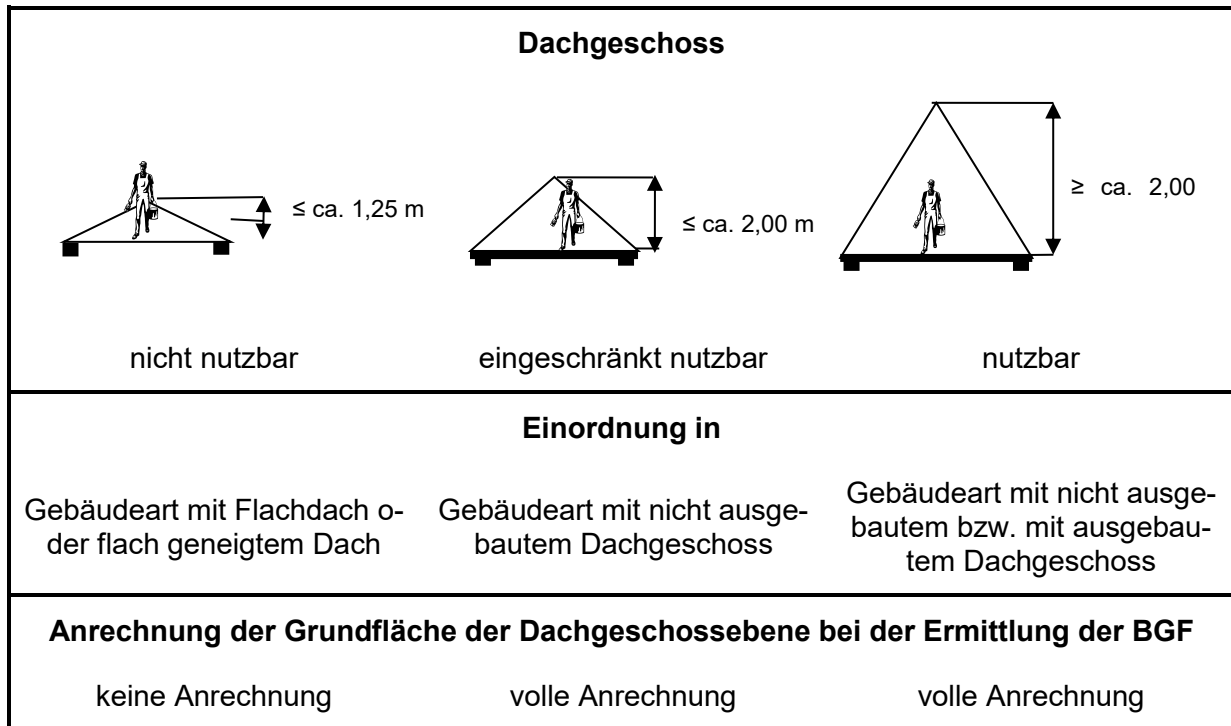 Dachgeschoss
≤ ca. 1,25 m
≤ ca. 2,00 m
≥ ca. 2,00
nicht nutzbar
eingeschränkt nutzbar
nutzbar
Einordnung in
Gebäudeart mit Flachdach o-
der flach geneigtem Dach
Gebäudeart mit nicht ausge-
bautem Dachgeschoss
Gebäudeart mit nicht ausge-
bautem bzw. mit ausgebau-
tem Dachgeschoss
Anrechnung der Grundfläche der Dachgeschossebene bei der Ermittlung der BGF
keine Anrechnung
volle Anrechnung
volle Anrechnung